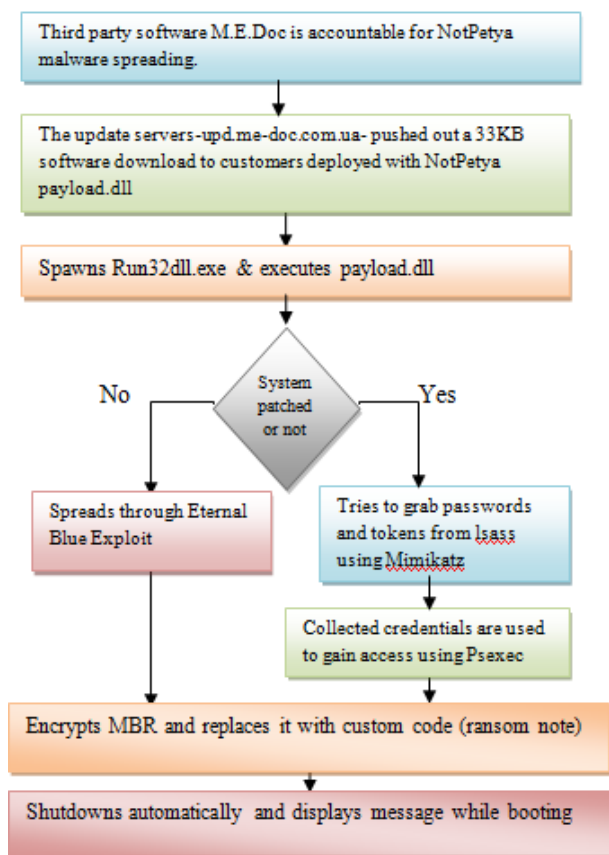 Third party software M.E.Doc is accountable for NotPetya
malware spreading.
The update servers-upd.me-doc.com.ua- pushed out a 33KB
software download to customers deployed with NotPetya
payload.dll
Spawns Run32dll.exe & executes payload.dll
System
patched
or not
No
Yes
Spreads through Eternal
Blue Exploit
Tries to grab passwords
and tokens from lsass
using Mimikatz
Collected credentials are used
to gain access using Psexec
Encrypts MBR and replaces it with custom code (ransom note)
Shutdowns automatically and displays message while booting